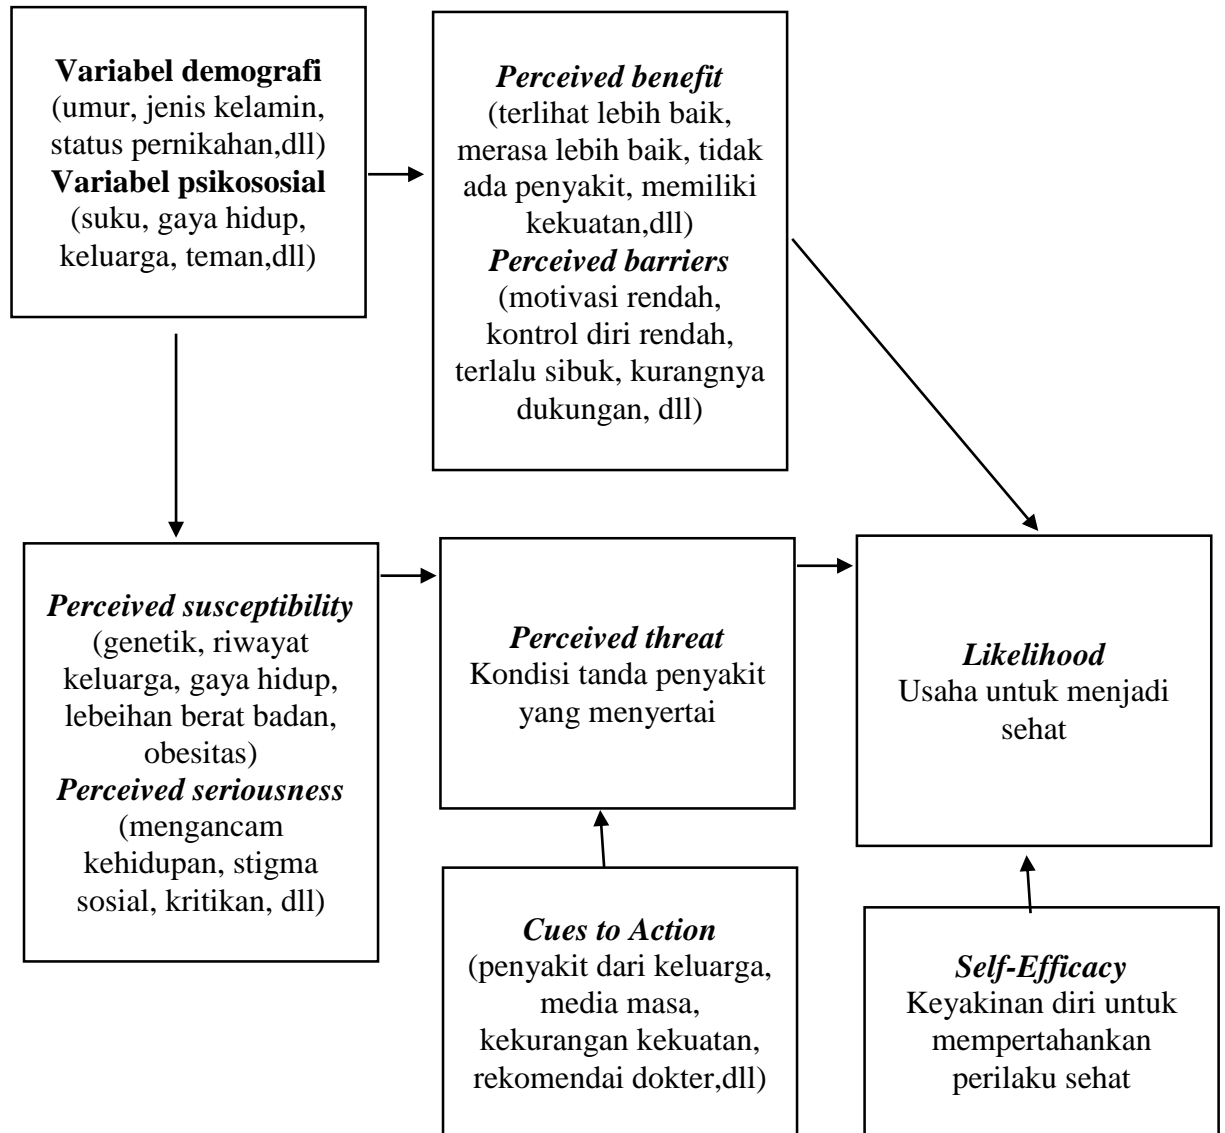 Variabel demografi
(umur, jenis kelamin,
status pernikahan,dll)
Variabel psikososial
(suku, gaya hidup,
keluarga, teman,dll)
Perceived benefit
(terlihat lebih baik,
merasa lebih baik, tidak
ada penyakit, memiliki
kekuatan,dll)
Perceived barriers
(motivasi rendah,
kontrol diri rendah,
terlalu sibuk, kurangnya
dukungan, dll)
Perceived susceptibility
(genetik, riwayat
keluarga, gaya hidup,
lebeihan berat badan,
obesitas)
Perceived seriousness
(mengancam
kehidupan, stigma
sosial, kritikan, dll)
Perceived threat
Kondisi tanda penyakit
yang menyertai
Likelihood
Usaha untuk menjadi
sehat
Cues to Action
(penyakit dari keluarga,
media masa,
kekurangan kekuatan,
rekomendai dokter,dll)
Self-Efficacy
Keyakinan diri untuk
mempertahankan
perilaku sehat